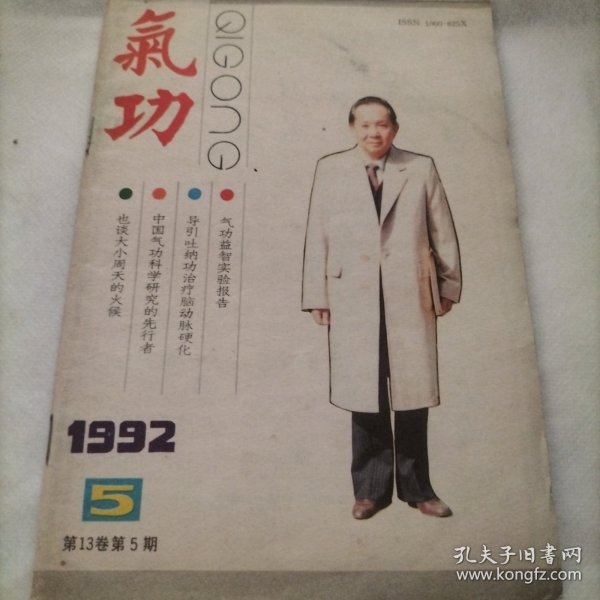 氣功
QIGONG
ISSN 1000-825X
气功益智实验报告
导引吐纳功治疗脑动脉硬化
中国气功科学研究的先行者
也谈大小周天的火候
1992
5
第13卷第5期
孔夫子旧书网
www.kongfz.com